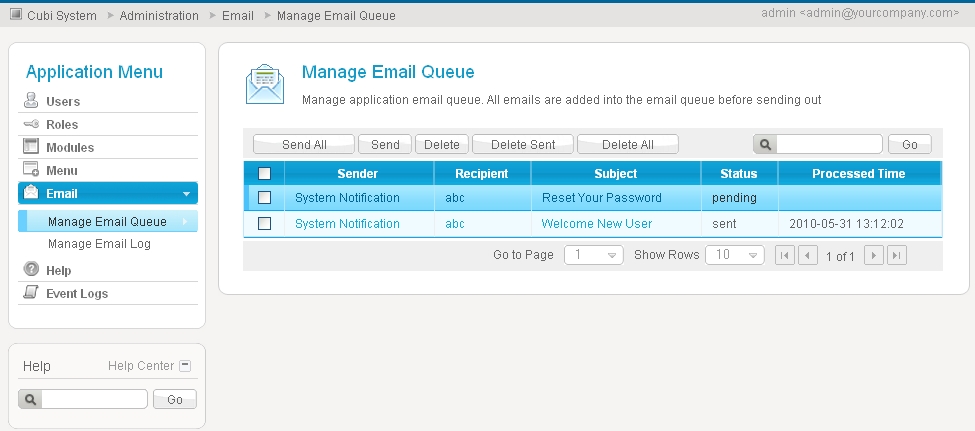 Cubi System Administration Email Manage Email Queue
admin <admin@yourcompany.com>
Application Menu
Users
Roles
Modules
Menu
Email
Manage Email Queue
Manage Email Log
Help
Event Logs
Help Help Center
Go
Manage Email Queue
Manage application email queue. All emails are added into the email queue before sending out
Send All Send Delete Delete Sent Delete All Go
Sender Recipient Subject Status Processed Time
System Notification abc Reset Your Password pending
System Notification abc Welcome New User sent 2010-05-31 13:12:02
Go to Page 1 Show Rows 10 1 of 1